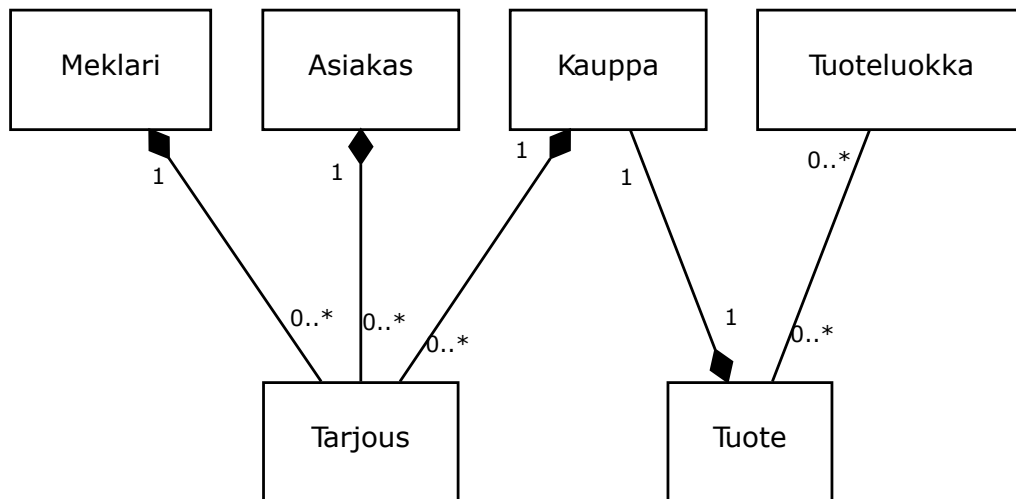 Meklari
Asiakas
Kauppa
Tuoteluokka
1
1
1
1
0..*
0..*
0..*
0..*
1
0..*
Tarjous
Tuote